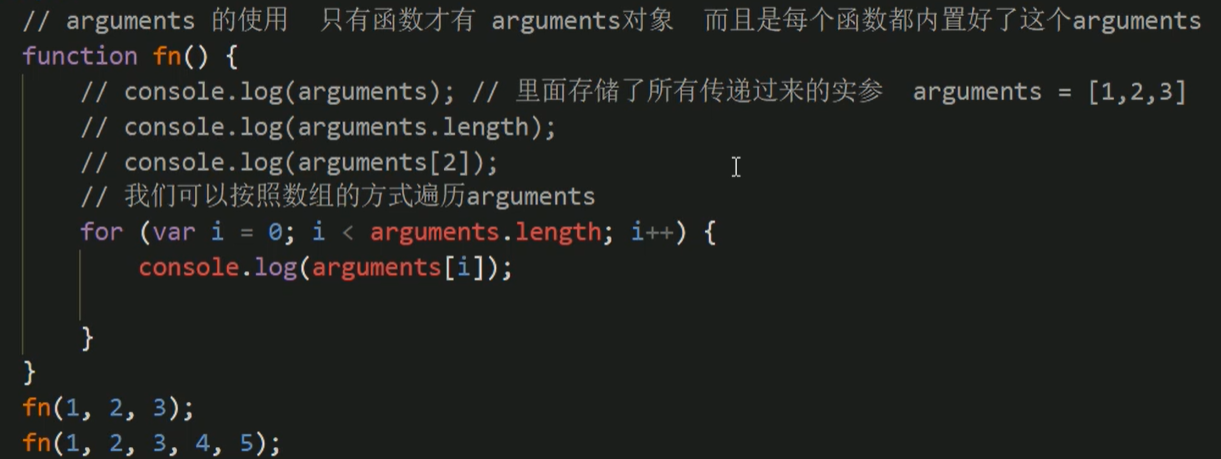 // arguments 的使用  只有函数才有 arguments对象  而且是每个函数都内置好了这个arguments
function fn() {
    // console.log(arguments); // 里面存储了所有传递过来的实参  arguments = [1,2,3]
    // console.log(arguments.length);
    // console.log(arguments[2]);
    // 我们可以按照数组的方式遍历arguments
    for (var i = 0; i < arguments.length; i++) {
        console.log(arguments[i]);
    }
}
fn(1, 2, 3);
fn(1, 2, 3, 4, 5);